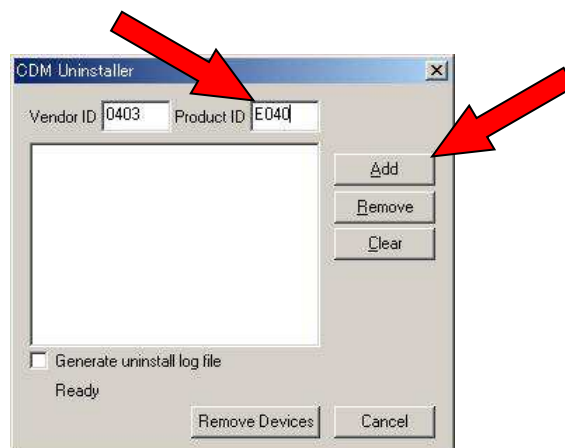 CDM Uninstaller
Vendor ID 0403 Product ID E040
Add
Remove
Clear
Generate uninstall log file
Ready
Remove Devices Cancel